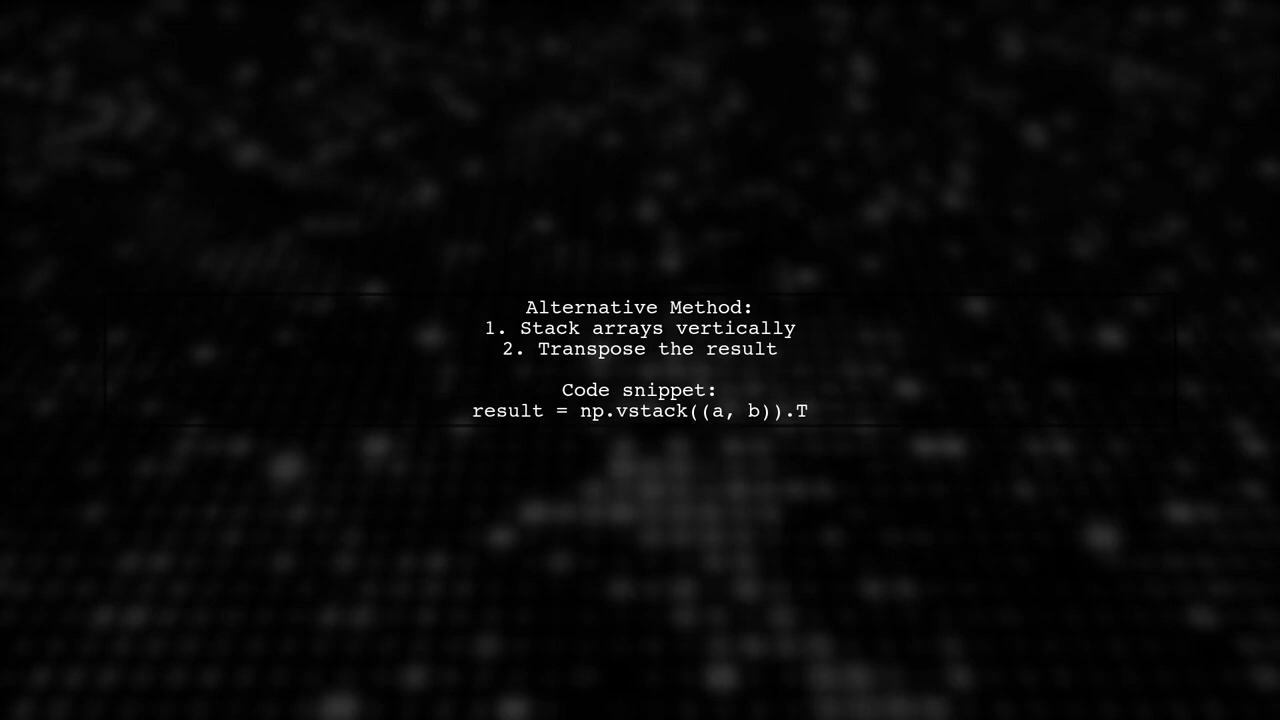 Alternative Method:
1. Stack arrays vertically
2. Transpose the result
Code snippet:
result = np.vstack((a, b)).T